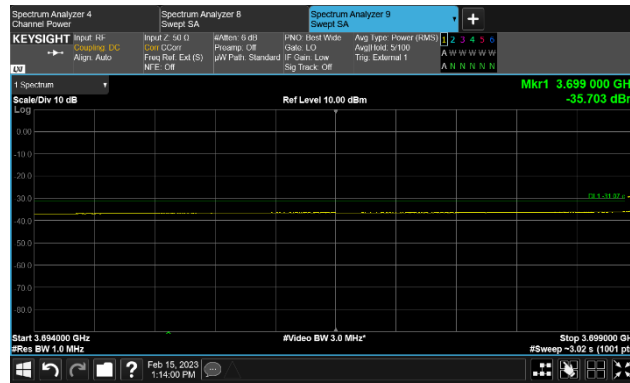 Spectrum Analyzer 4
Channel Power
Spectrum Analyzer 8
Swept SA
Spectrum Analyzer 9
Swept SA
+
KEYSIGHT
Input: RF
Coupling: DC
Align: Auto
Input Z: 50 Ω
Corr CCorr
Freq Ref: Ext (S)
NFE: Off
#Atten: 6 dB
Preamp: Off
µW Path: Standard
PNO: Best Wide
Gate: LO
IF Gain: Low
Sig Track: Off
Avg Type: Power (RMS)
Avg|Hold: 5/100
Trig: External 1
1 2 3 4 5 6
A W W W W W
A N N N N N
LXI
1 Spectrum
Scale/Div 10 dB
Log
Ref Level 10.00 dBm
Mkr1 3.699 000 GH
-35.703 dBm
0.00
-10.0
-20.0
-30.0
-40.0
-50.0
-60.0
-70.0
-80.0
Start 3.694000 GHz
#Res BW 1.0 MHz
#Video BW 3.0 MHz*
Stop 3.699000 GH
#Sweep ~3.02 s (1001 pt
?
Feb 15, 2023
1:14:00 PM